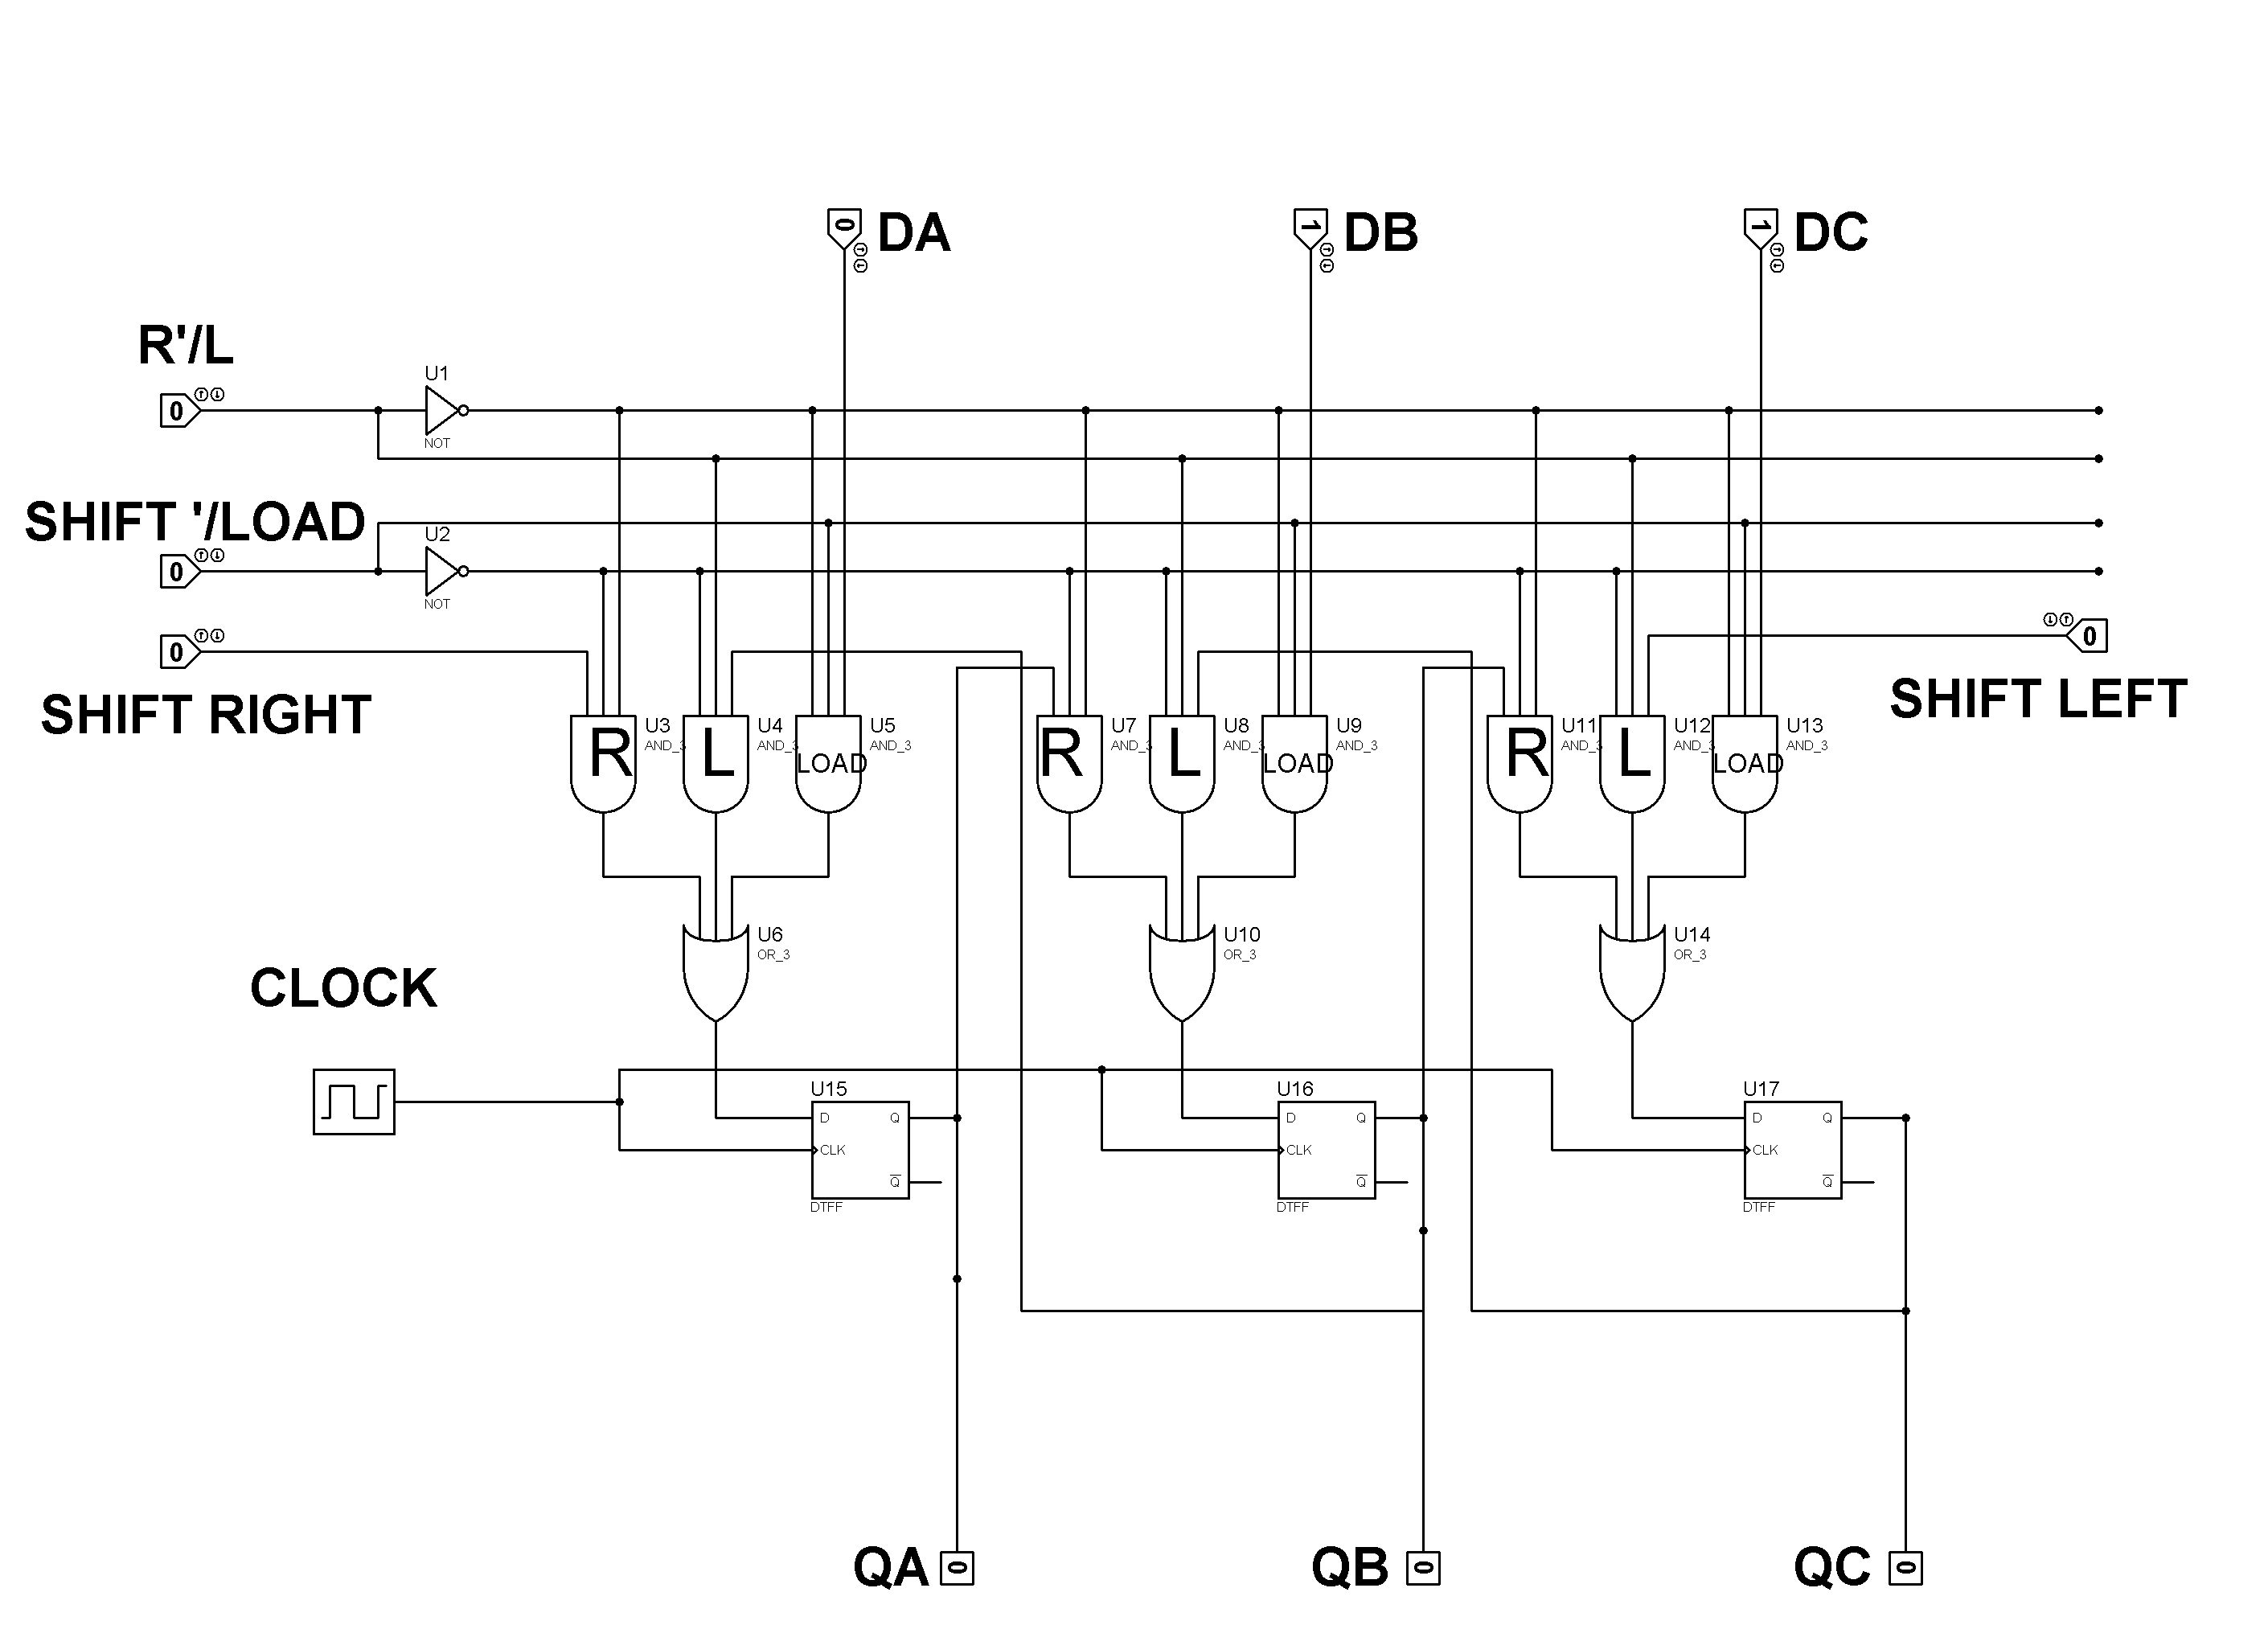 DA
DB
DC
0
1
1
R'/L
U1
0
NOT
SHIFT '/LOAD
U2
0
NOT
0
0
SHIFT RIGHT
SHIFT LEFT
R
U3
AND_3
L
U4
AND_3
LOAD
U5
AND_3
R
U7
AND_3
L
U8
AND_3
LOAD
U9
AND_3
R
U11
AND_3
L
U12
AND_3
LOAD
U13
AND_3
U6
OR_3
U10
OR_3
U14
OR_3
CLOCK
U15
D
Q
CLK
Q
DTFF
U16
D
Q
CLK
Q
DTFF
U17
D
Q
CLK
Q
DTFF
QA
0
QB
0
QC
0